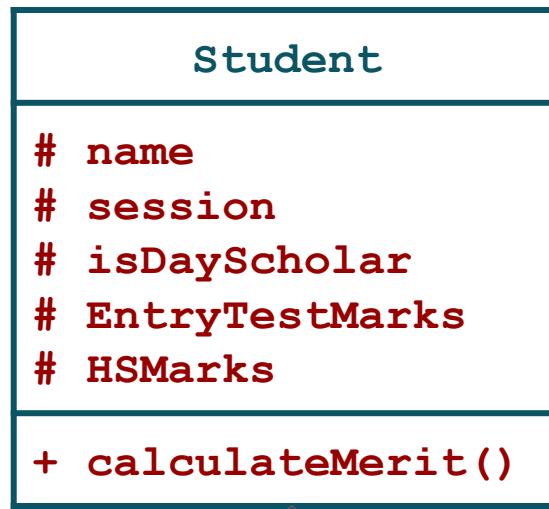 Student
# name
# session
# isDayScholar
# EntryTestMarks
# HSMarks
+ calculateMerit()